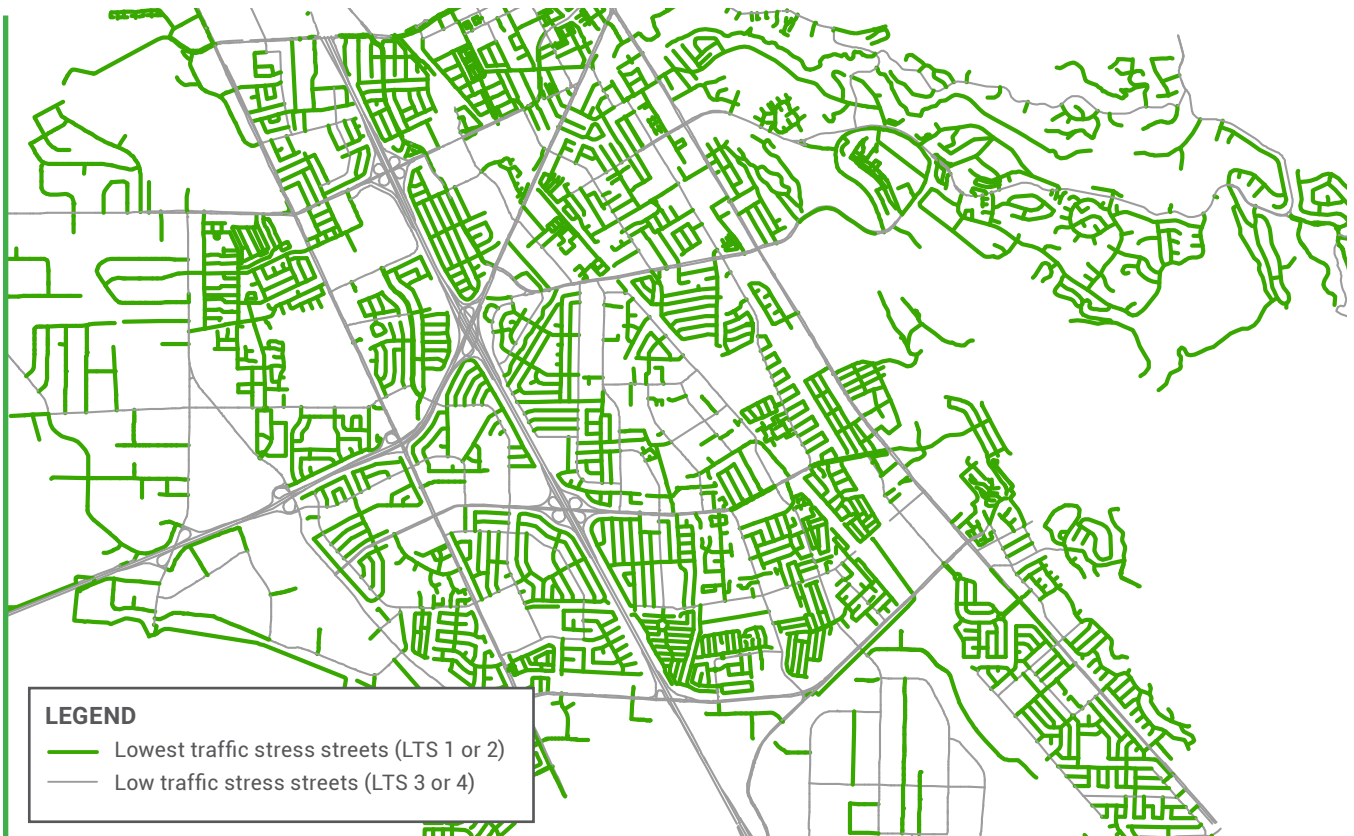 LEGEND
Lowest traffic stress streets (LTS 1 or 2)
Low traffic stress streets (LTS 3 or 4)